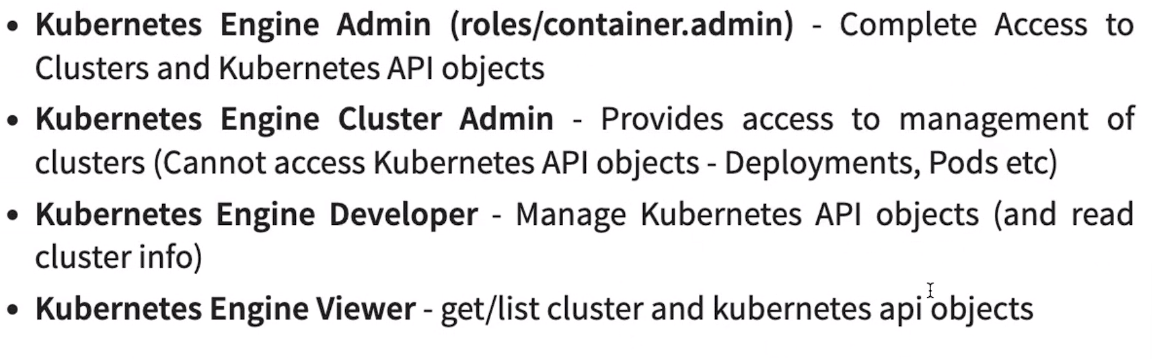 • Kubernetes Engine Admin (roles/container.admin) - Complete Access to
Clusters and Kubernetes API objects
• Kubernetes Engine Cluster Admin - Provides access to management of
clusters (Cannot access Kubernetes API objects - Deployments, Pods etc)
• Kubernetes Engine Developer - Manage Kubernetes API objects (and read
cluster info)
• Kubernetes Engine Viewer - get/list cluster and kubernetes api objects